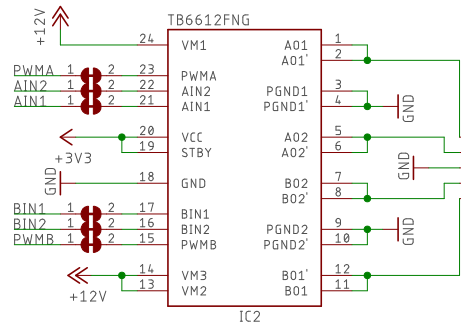 TB6612FNG
+12V
24 VM1 AO1 1
AO1' 2
PWMA 1 2 23 PWMA
AIN2 1 2 22 AIN2 PGND1 3
AIN1 1 2 21 AIN1 PGND1' 4 GND
20 VCC AO2 5
+3V3 19 STBY AO2' 6
GND
GND 18 GND BO2 7
BO2' 8
BIN1 1 2 17 BIN1
BIN2 1 2 16 BIN2 PGND2 9 GND
PWMB 1 2 15 PWMB PGND2' 10
14 VM3 BO1' 12
+12V 13 VM2 BO1 11
IC2